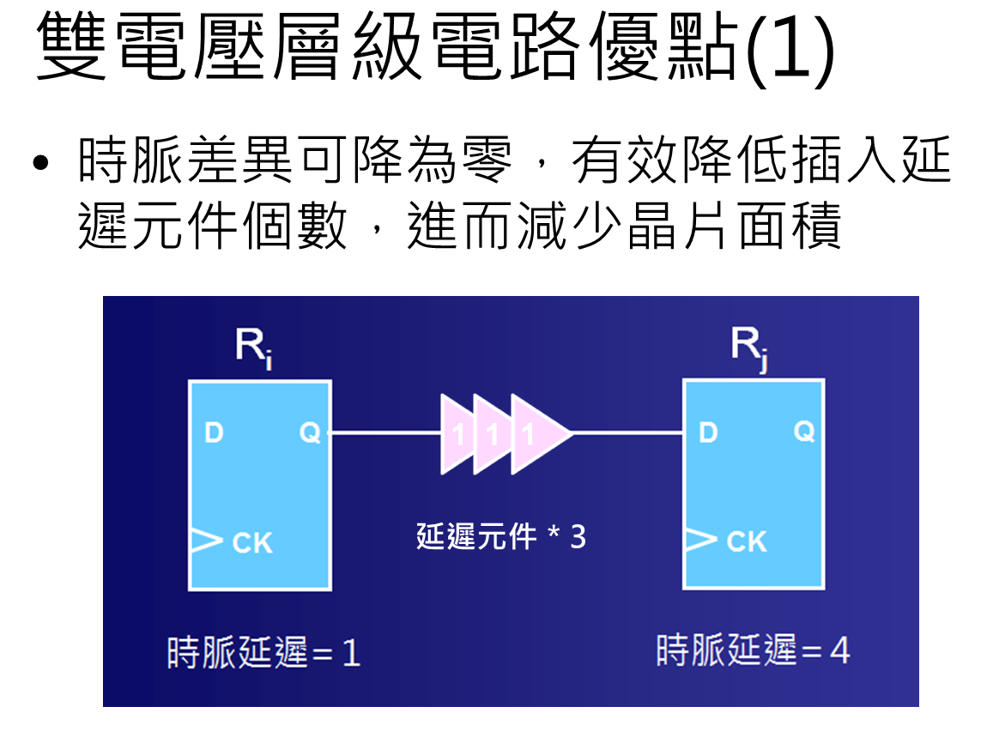 雙電壓層級電路優點(1)
• 時脈差異可降為零，有效降低插入延
遲元件個數，進而減少晶片面積
Ri Rj
D Q 1 1 1 D Q
延遲元件 * 3
CK CK
時脈延遲= 1 時脈延遲= 4